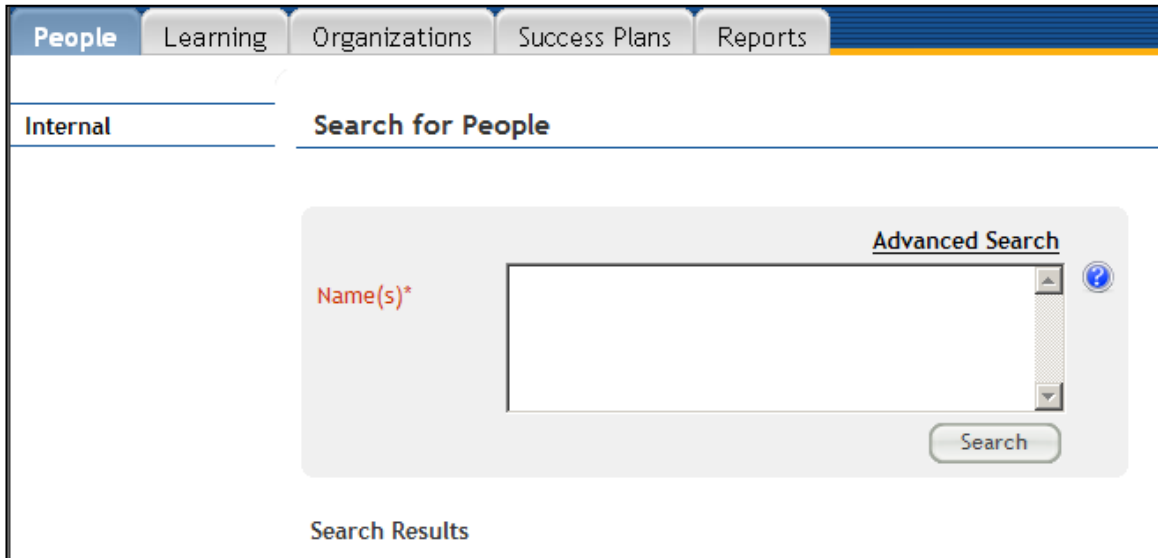 People Learning Organizations Success Plans Reports
Internal
Search for People
Advanced Search
Name(s)*
?
Search
Search Results